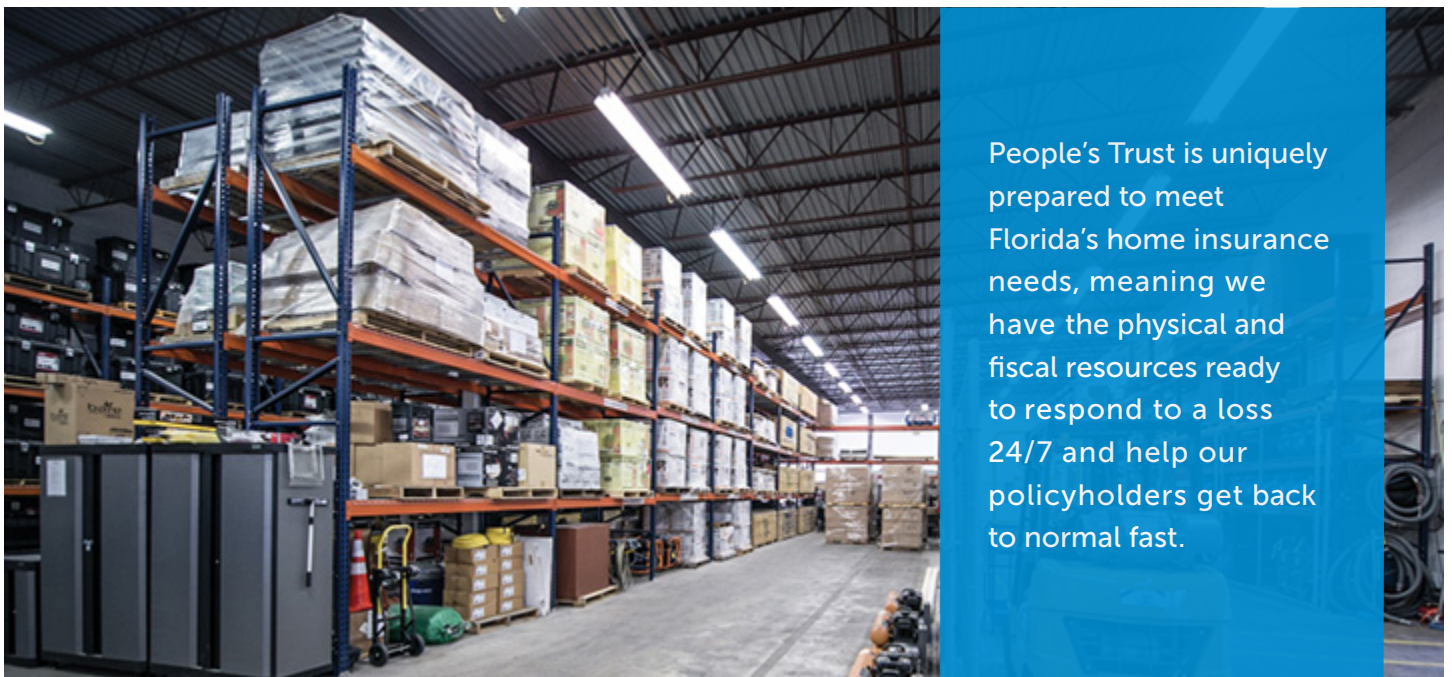 People’s Trust is uniquely
prepared to meet
Florida’s home insurance
needs, meaning we
have the physical and
fiscal resources ready
to respond to a loss
24/7 and help our
policyholders get back
to normal fast.